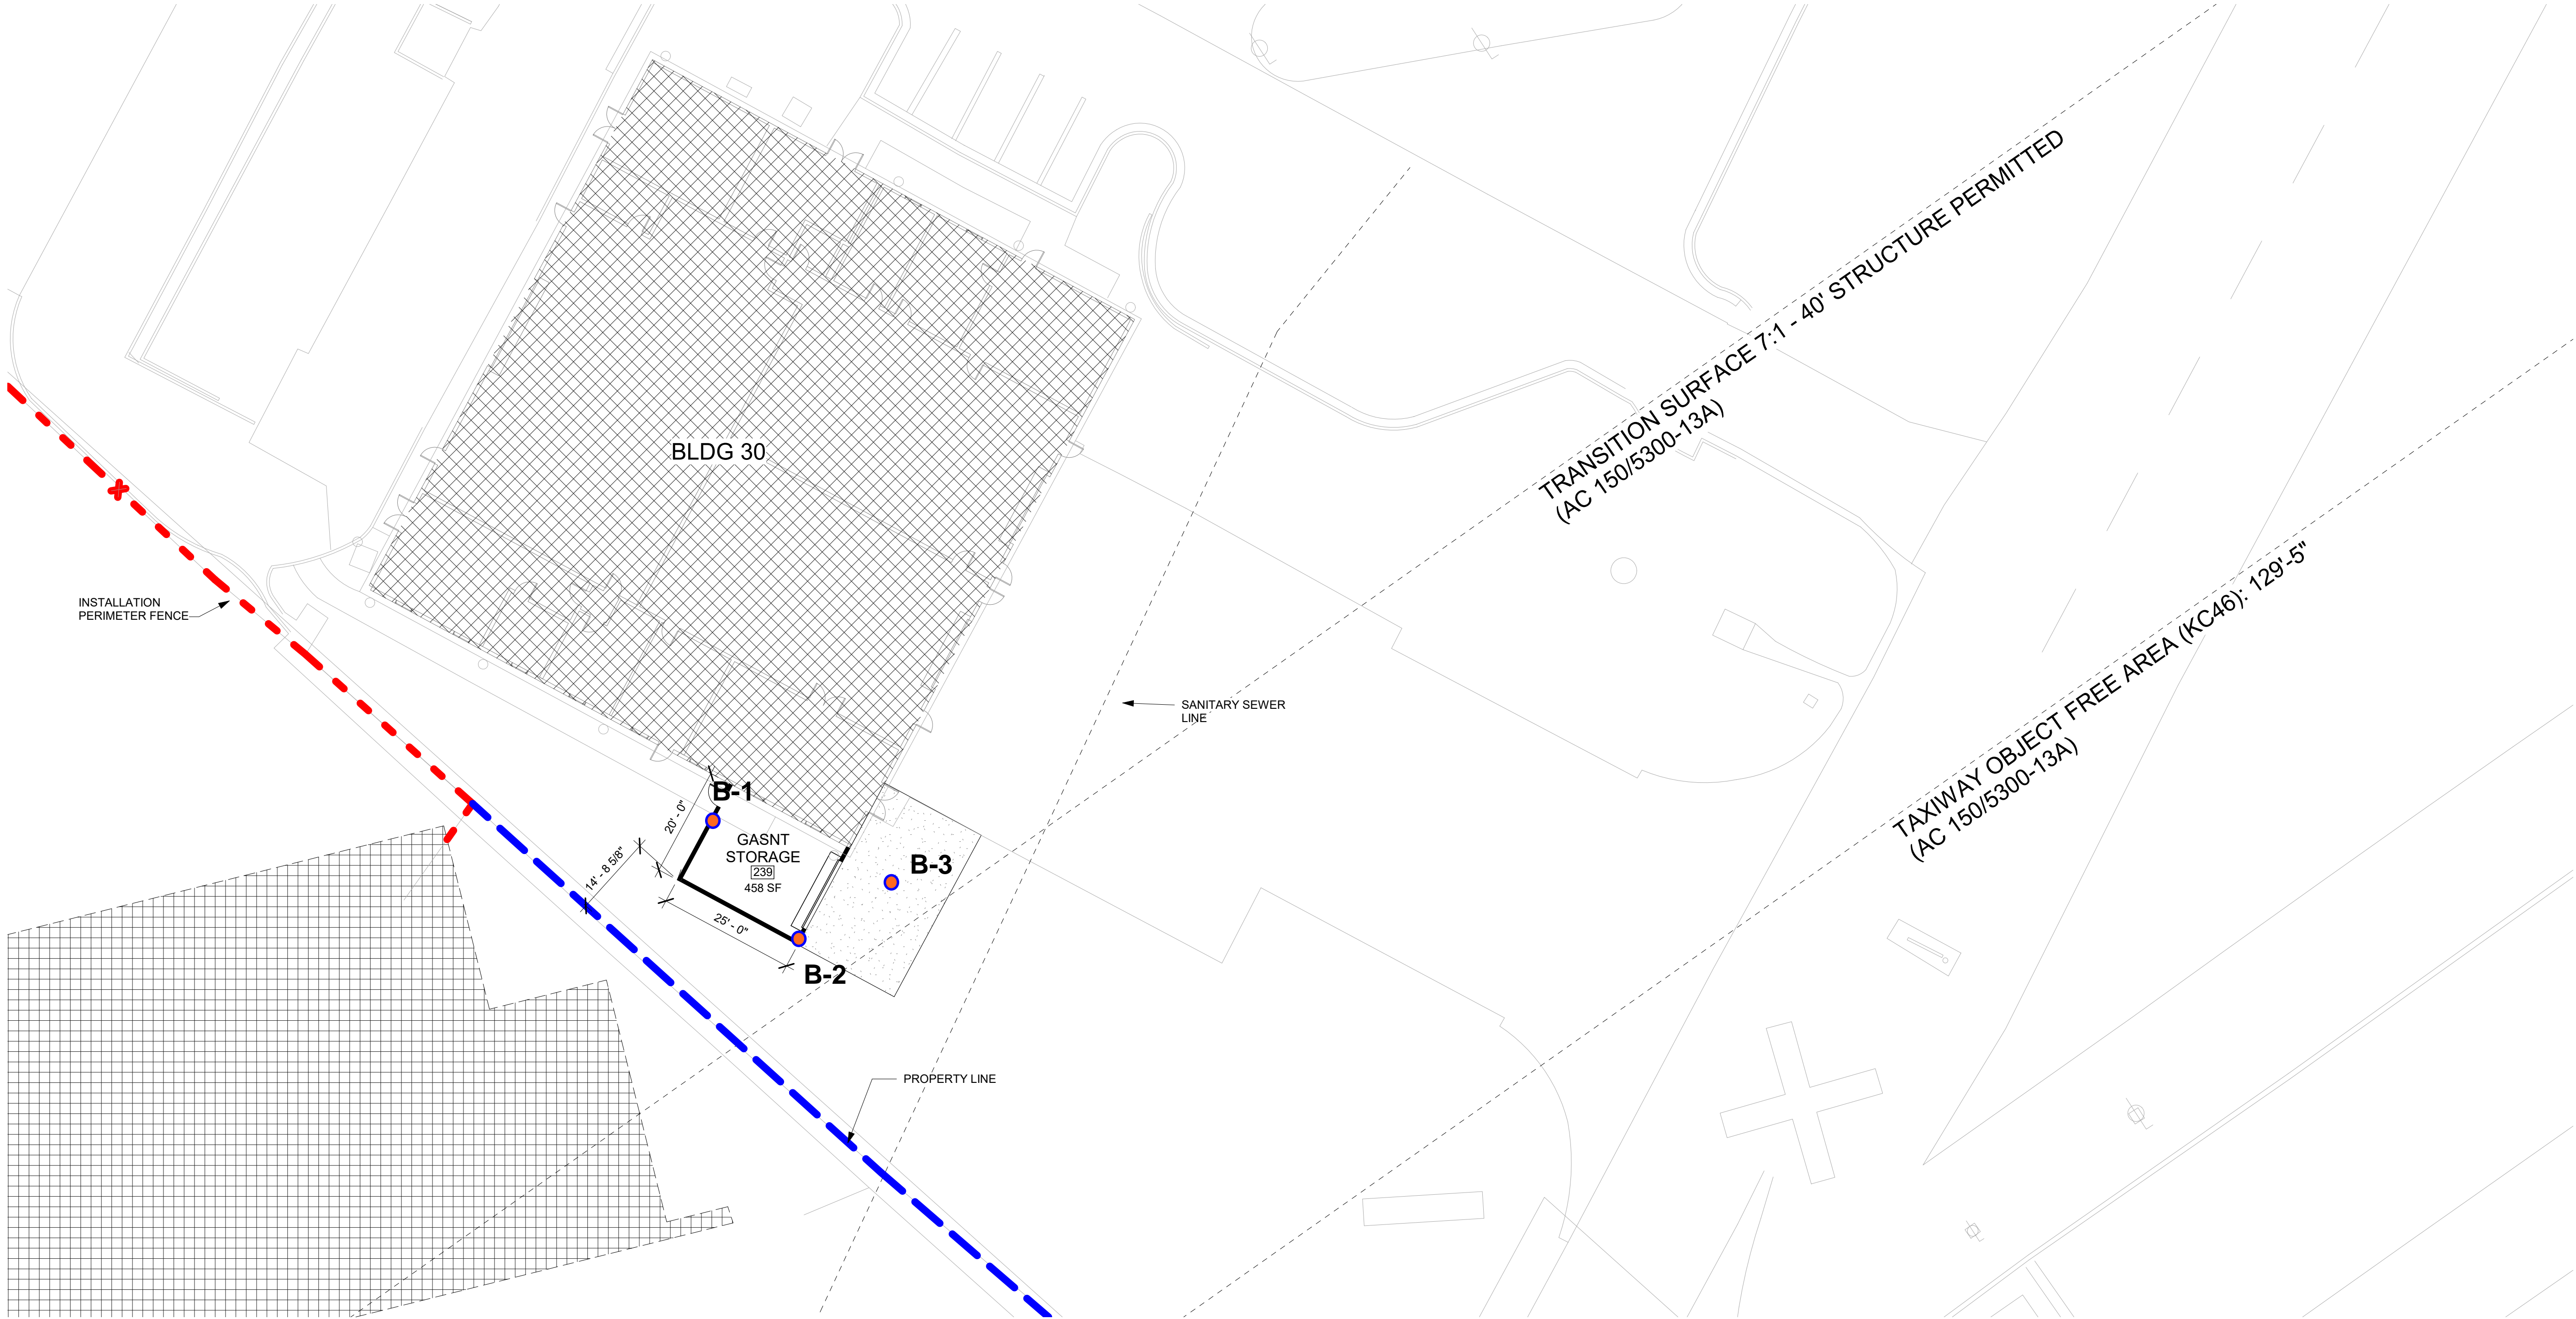 TRANSITION SURFACE 7:1 - 40' STRUCTURE PERMITTED
(AC 150/5300-13A)
BLDG 30
INSTALLATION
PERIMETER FENCE
TAXIWAY OBJECT FREE AREA (KC46): 129'-5"
(AC 150/5300-13A)
SANITARY SEWER
LINE
B-1
20' - 0"
GASNT
STORAGE
239
458 SF
B-3
14' - 8 5/8"
25' - 0"
B-2
PROPERTY LINE